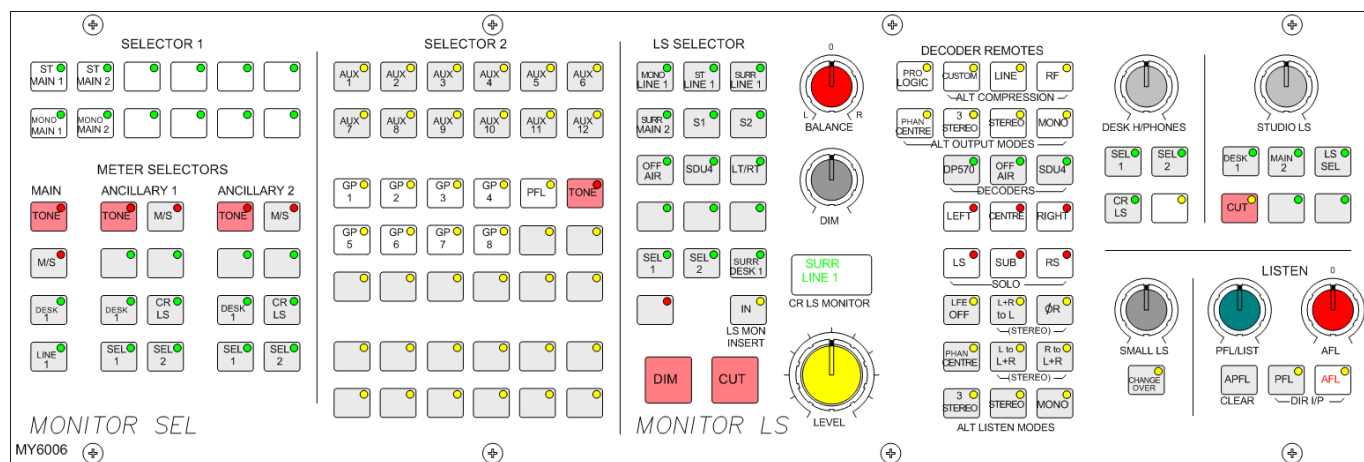 SELECTOR 1
ST
MAIN 1
ST
MAIN 2
MONO
MAIN 1
MONO
MAIN 2
METER SELECTORS
MAIN
ANCILLARY 1
ANCILLARY 2
TONE
TONE
M/S
TONE
M/S
M/S
DESK
1
DESK
1
CR
LS
DESK
1
CR
LS
LINE
1
SEL
1
SEL
2
SEL
1
SEL
2
MONITOR SEL
MY6006
SELECTOR 2
AUX
1
AUX
2
AUX
3
AUX
4
AUX
5
AUX
6
AUX
7
AUX
8
AUX
9
AUX
10
AUX
11
AUX
12
GP
1
GP
2
GP
3
GP
4
PFL
TONE
GP
5
GP
6
GP
7
GP
8
LS SELECTOR
MONO
LINE 1
ST
LINE 1
SURR
LINE 1
SURR
MAIN 2
S1
S2
OFF
AIR
SDU4
LT/RT
SEL
1
SEL
2
SURR
DESK 1
IN
LS MON
INSERT
DIM
CUT
MONITOR LS
0
L
R
BALANCE
DIM
SURR
LINE 1
CR LS MONITOR
LEVEL
DECODER REMOTES
PRO
LOGIC
CUSTOM
LINE
RF
ALT COMPRESSION
PHAN
CENTRE
3
STEREO
STEREO
MONO
ALT OUTPUT MODES
DP570
OFF
AIR
SDU4
DECODERS
LEFT
CENTRE
RIGHT
LS
SUB
RS
SOLO
LFE
OFF
L+R
to L
ØR
(STEREO)
PHAN
CENTRE
L to
L+R
R to
L+R
(STEREO)
3
STEREO
STEREO
MONO
ALT LISTEN MODES
DESK H/PHONES
SEL
1
SEL
2
CR
LS
SMALL LS
CHANGE
OVER
STUDIO LS
DESK
1
MAIN
2
LS
SEL
CUT
LISTEN
0
PFL/LIST
AFL
APFL
PFL
AFL
CLEAR
DIR I/P